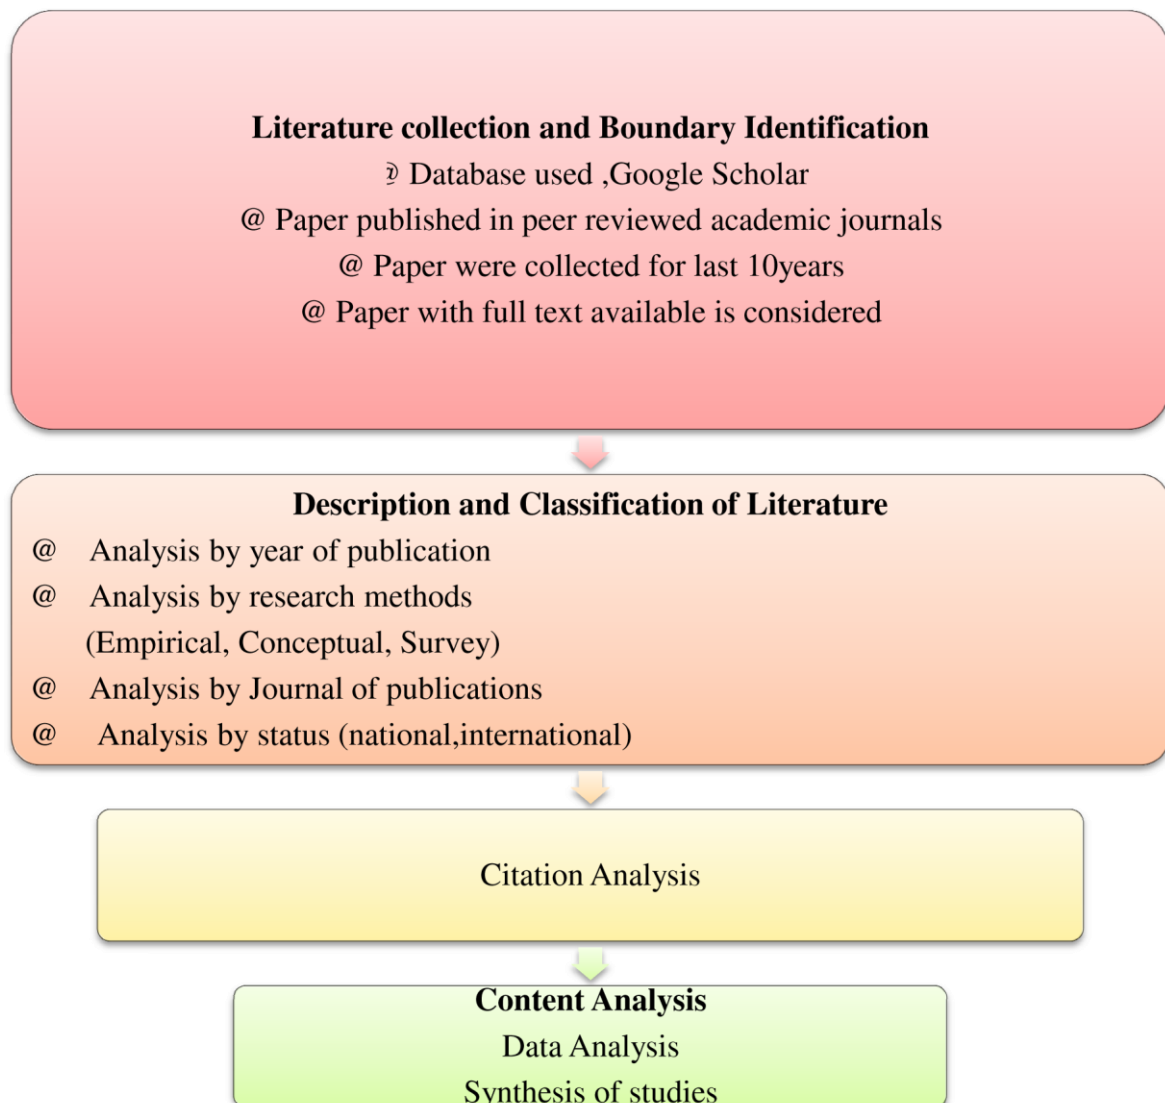 Literature collection and Boundary Identification
@ Database used ,Google Scholar
@ Paper published in peer reviewed academic journals
@ Paper were collected for last 10years
@ Paper with full text available is considered
Description and Classification of Literature
@ Analysis by year of publication
@ Analysis by research methods
(Empirical, Conceptual, Survey)
@ Analysis by Journal of publications
@ Analysis by status (national,international)
Citation Analysis
Content Analysis
Data Analysis
Synthesis of studies